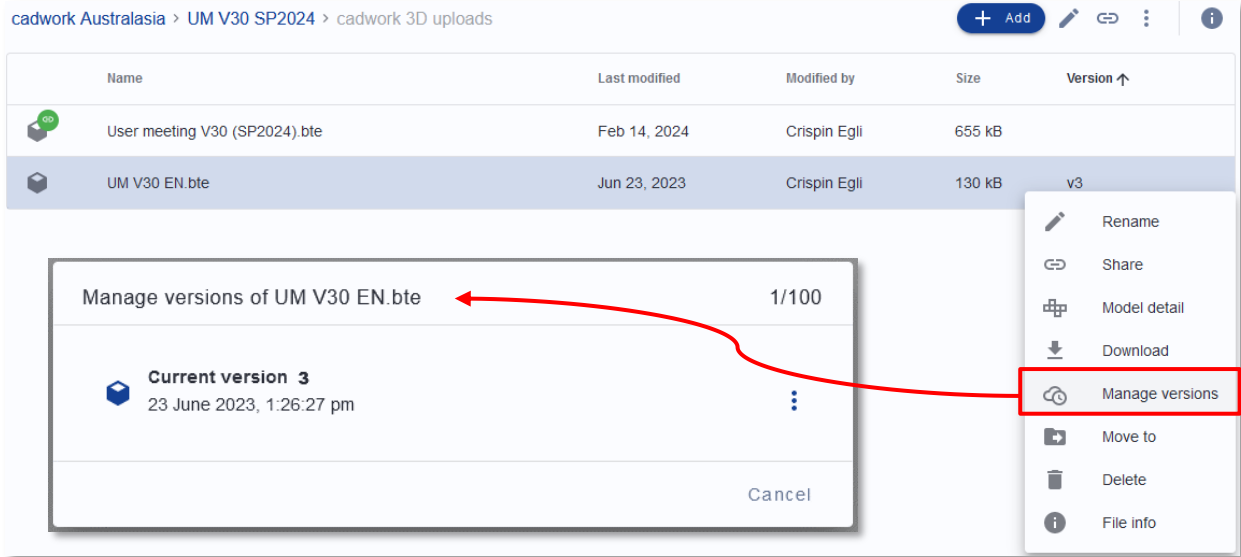 cadwork Australasia > UM V30 SP2024 > cadwork 3D uploads
+ Add
Name Last modified Modified by Size Version ↑
User meeting V30 (SP2024).bte Feb 14, 2024 Crispin Egli 655 kB
UM V30 EN.bte Jun 23, 2023 Crispin Egli 130 kB v3
Rename
Share
Model detail
Download
Manage versions
Move to
Delete
File info
Manage versions of UM V30 EN.bte 1/100
Current version 3
23 June 2023, 1:26:27 pm
Cancel